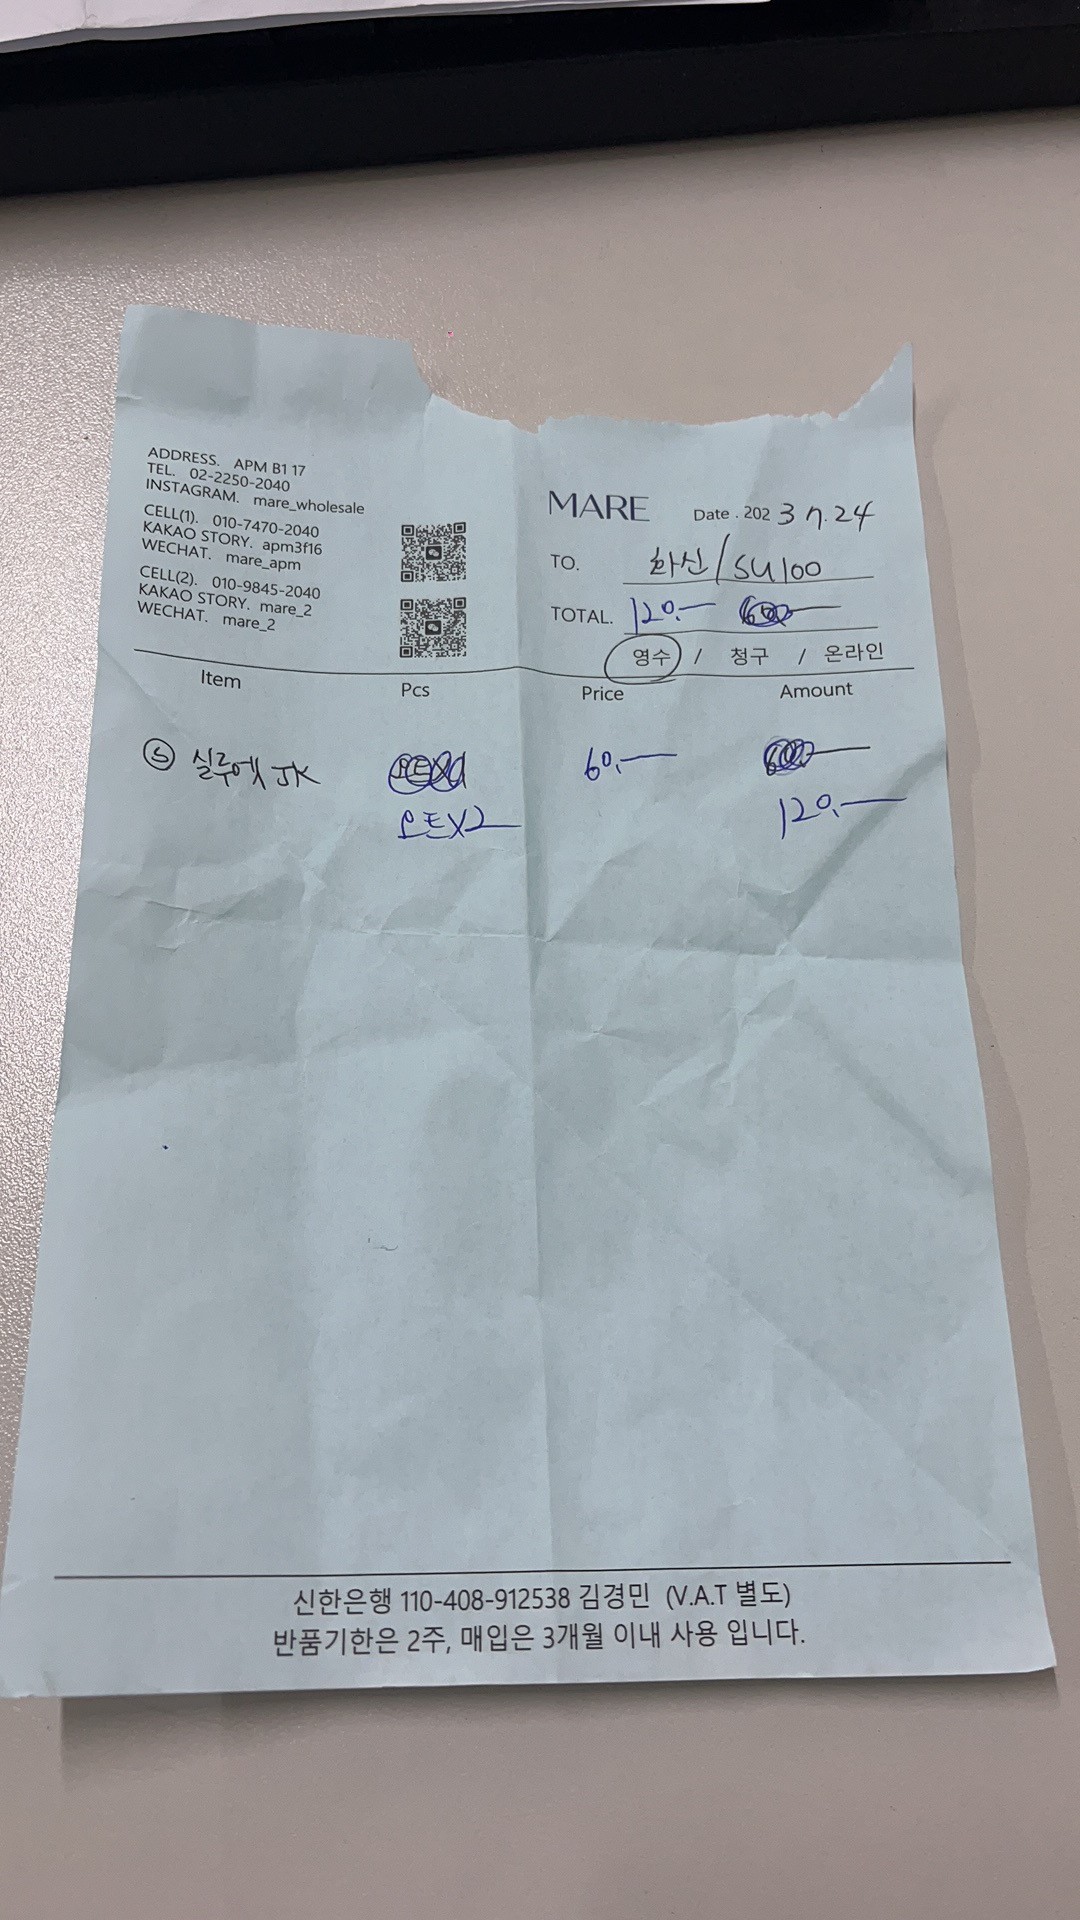 ADDRESS. APM B1 17
TEL. 02-2250-2040
INSTAGRAM. mare_wholesale
CELL(1). 010-7470-2040
KAKAO STORY. apm3f16
WECHAT. mare_apm
CELL(2). 010-9845-2040
KAKAO STORY. mare_2
WECHAT. mare_2
MARE
Date . 2023 7.24
TO. 화신/SU100
TOTAL. 120.-
영수 / 청구 / 온라인
Item Pcs Price Amount
Ⓢ 실루엣 JK 60.-
오트X2 120.-
신한은행 110-408-912538 김경민 (V.A.T 별도)
반품기한은 2주, 매입은 3개월 이내 사용 입니다.